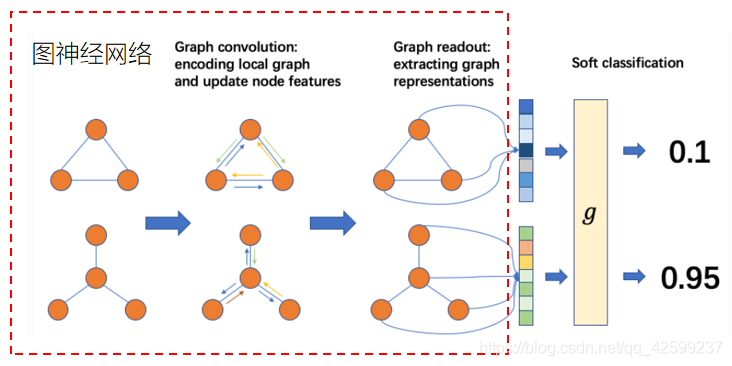 图神经网络
Graph convolution:
encoding local graph
and update node features
Graph readout:
extracting graph
representations
Soft classification
0.1
g
0.95
https://blog.csdn.net/qq_42599237